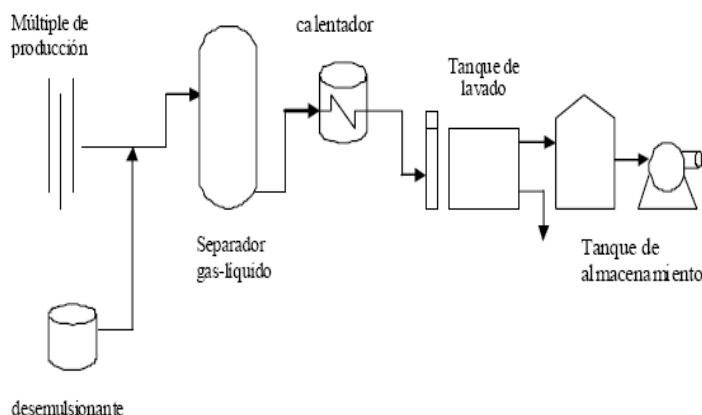 Múltiple de
producción
calentador
Tanque de
lavado
Separador
gas-líquido
Tanque de
almacenamiento
desemulsionante